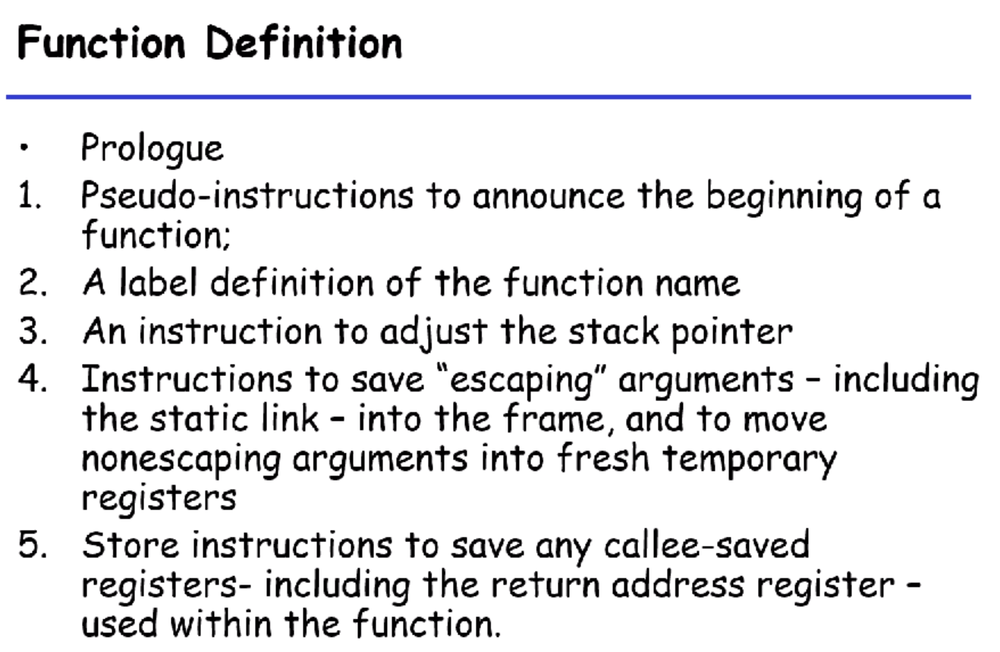 Function Definition
• Prologue
1. Pseudo-instructions to announce the beginning of a
function;
2. A label definition of the function name
3. An instruction to adjust the stack pointer
4. Instructions to save “escaping” arguments – including
the static link – into the frame, and to move
nonescaping arguments into fresh temporary
registers
5. Store instructions to save any callee-saved
registers- including the return address register –
used within the function.